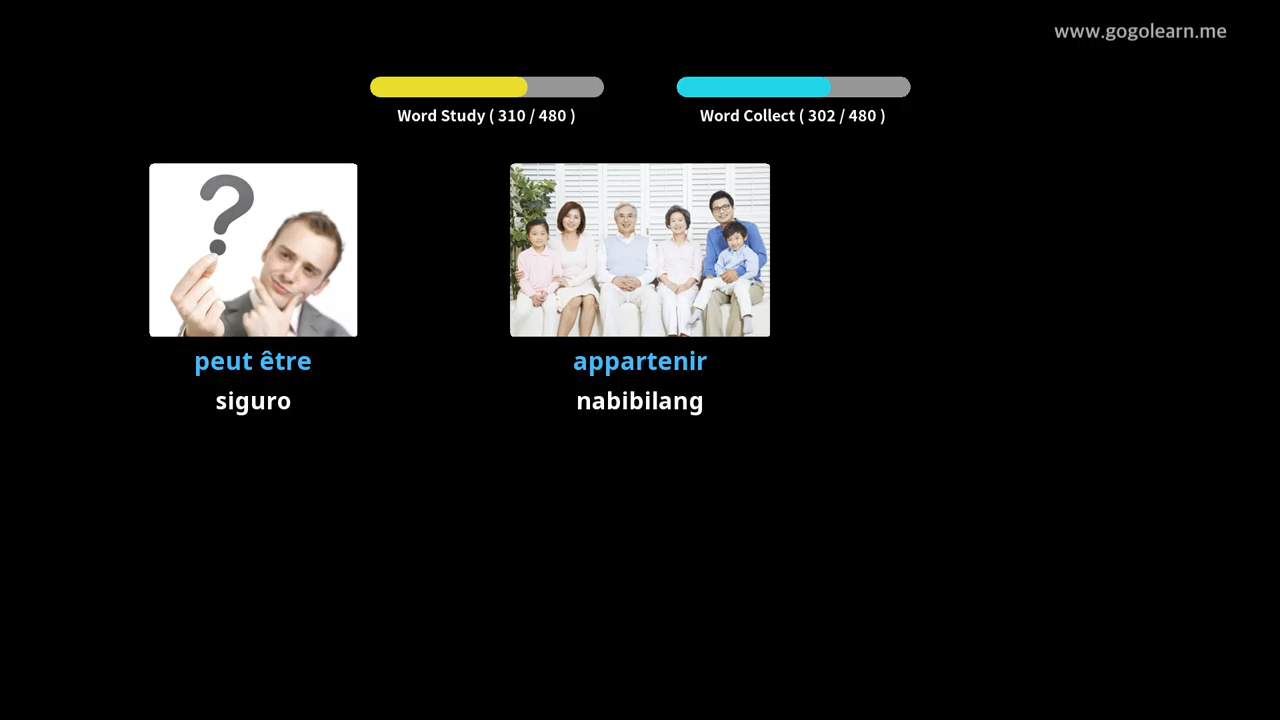 www.gogolearn.me
Word Study ( 310 / 480 )
Word Collect ( 302 / 480 )
peut être
siguro
appartenir
nabibilang